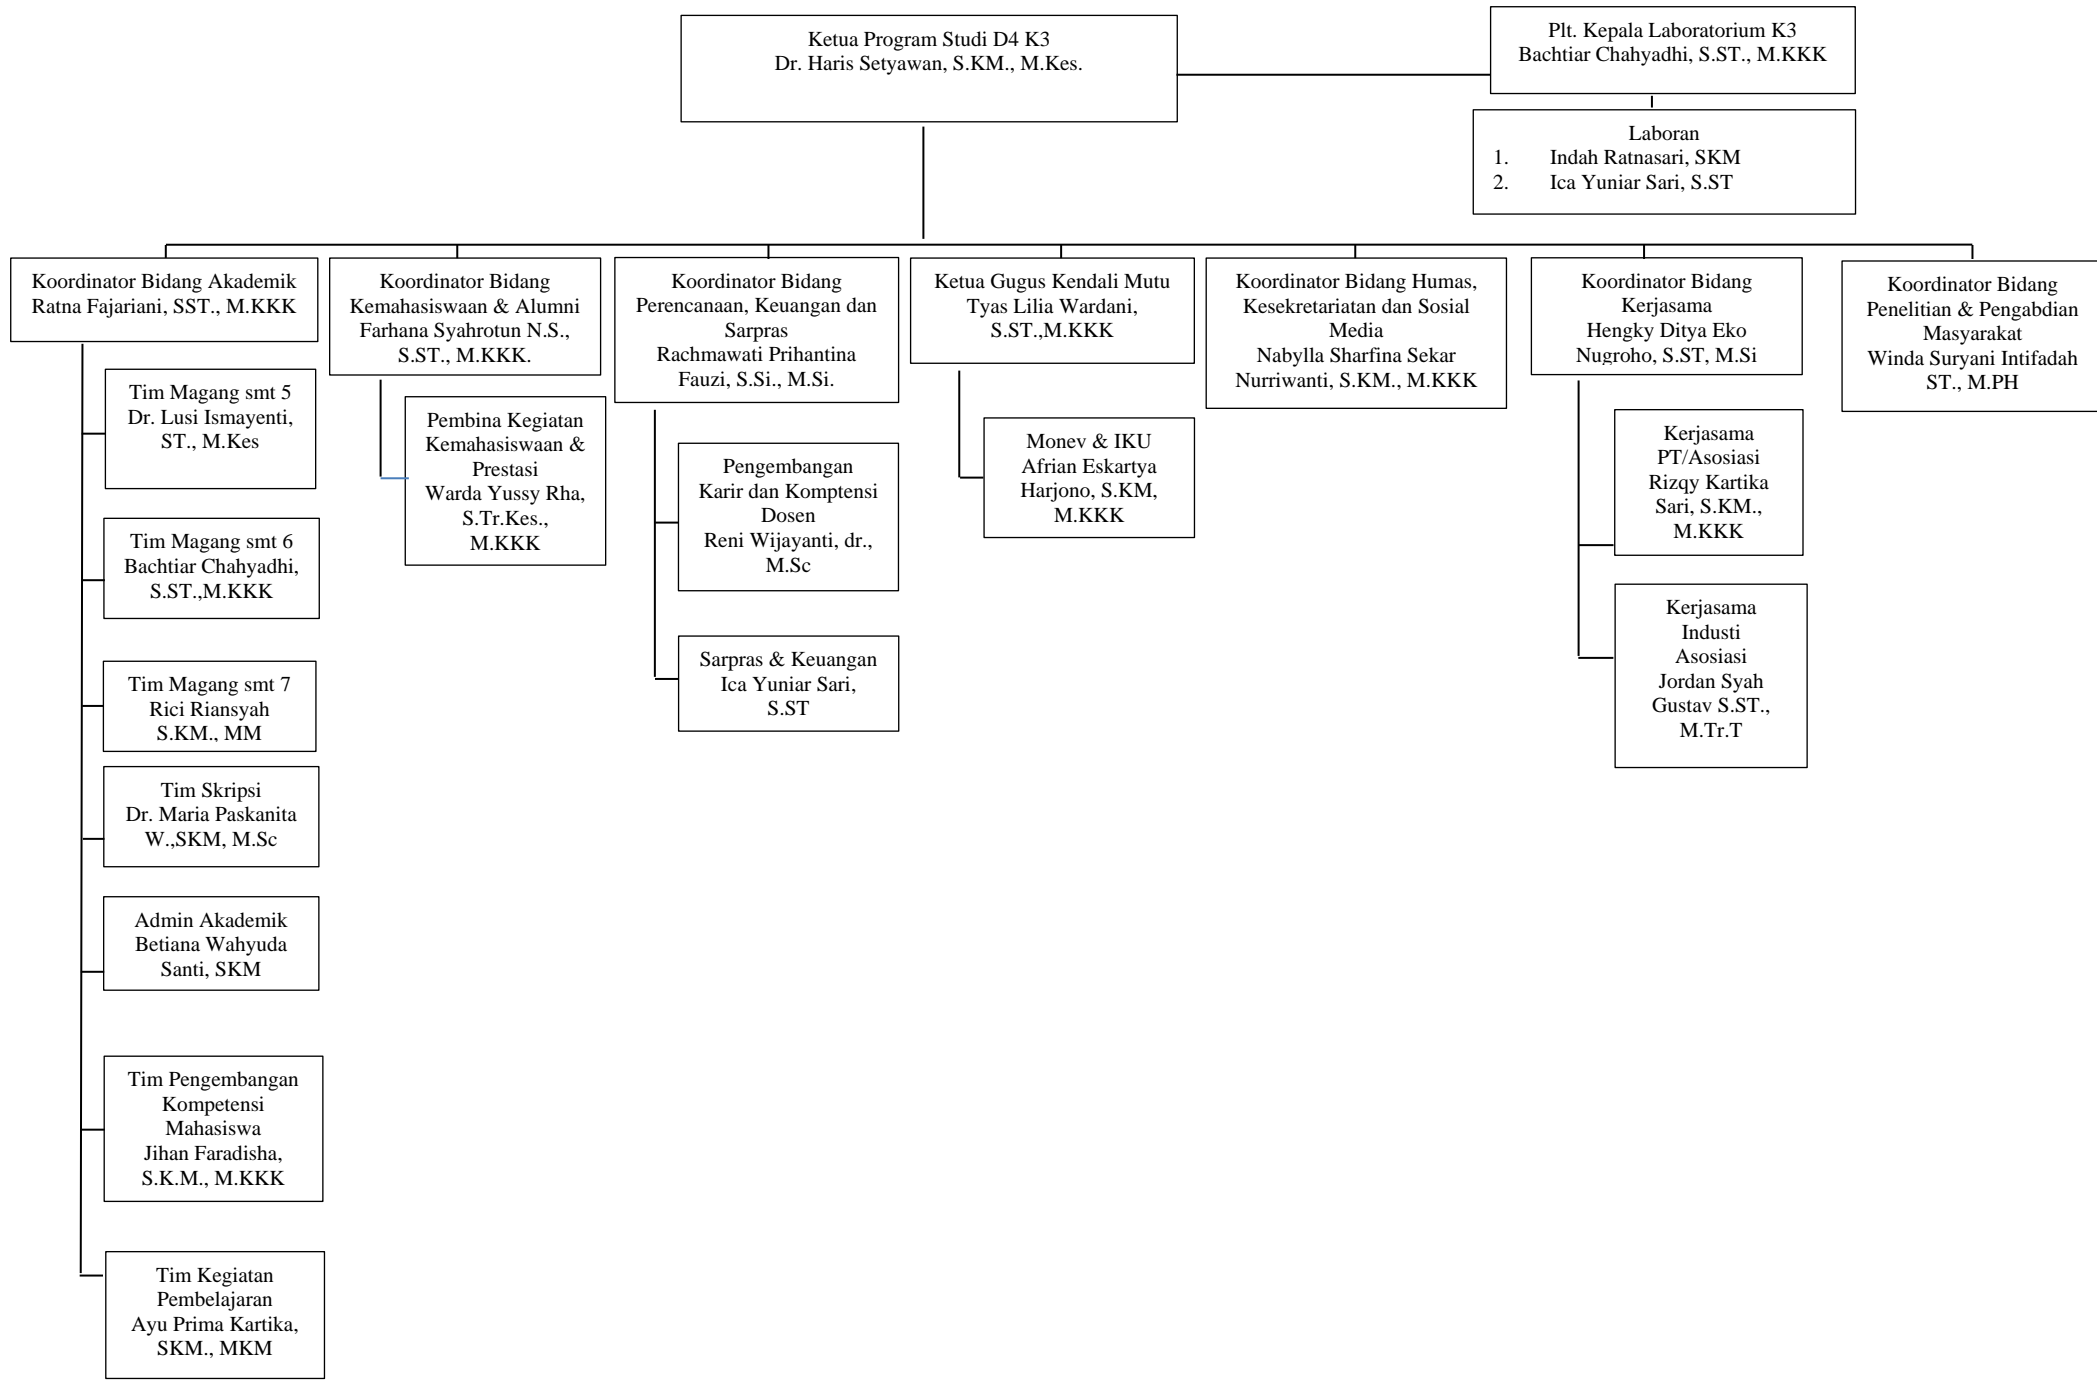 Ketua Program Studi D4 K3
Dr. Haris Setyawan, S.KM., M.Kes.
Plt. Kepala Laboratorium K3
Bachtiar Chahyadhi, S.ST., M.KKK
Laboran
1. Indah Ratnasari, SKM
2. Ica Yuniar Sari, S.ST
Koordinator Bidang Akademik
Ratna Fajariani, SST., M.KKK
Tim Magang smt 5
Dr. Lusi Ismayenti,
ST., M.Kes
Tim Magang smt 6
Bachtiar Chahyadhi,
S.ST.,M.KKK
Tim Magang smt 7
Rici Riansyah
S.KM., MM
Tim Skripsi
Dr. Maria Paskanita
W.,SKM, M.Sc
Admin Akademik
Betiana Wahyuda
Santi, SKM
Tim Pengembangan
Kompetensi
Mahasiswa
Jihan Faradisha,
S.K.M., M.KKK
Tim Kegiatan
Pembelajaran
Ayu Prima Kartika,
SKM., MKM
Koordinator Bidang
Kemahasiswaan & Alumni
Farhana Syahrotun N.S.,
S.ST., M.KKK.
Pembina Kegiatan
Kemahasiswaan &
Prestasi
Warda Yussy Rha,
S.Tr.Kes.,
M.KKK
Koordinator Bidang
Perencanaan, Keuangan dan
Sarpras
Rachmawati Prihantina
Fauzi, S.Si., M.Si.
Pengembangan
Karir dan Komptensi
Dosen
Reni Wijayanti, dr.,
M.Sc
Sarpras & Keuangan
Ica Yuniar Sari,
S.ST
Ketua Gugus Kendali Mutu
Tyas Lilia Wardani,
S.ST.,M.KKK
Monev & IKU
Afrian Eskartya
Harjono, S.KM,
M.KKK
Koordinator Bidang Humas,
Kesekretariatan dan Sosial
Media
Nabylla Sharfina Sekar
Nurriwanti, S.KM., M.KKK
Koordinator Bidang
Kerjasama
Hengky Ditya Eko
Nugroho, S.ST, M.Si
Kerjasama
PT/Asosiasi
Rizqy Kartika
Sari, S.KM.,
M.KKK
Kerjasama
Industi
Asosiasi
Jordan Syah
Gustav S.ST.,
M.Tr.T
Koordinator Bidang
Penelitian & Pengabdian
Masyarakat
Winda Suryani Intifadah
ST., M.PH